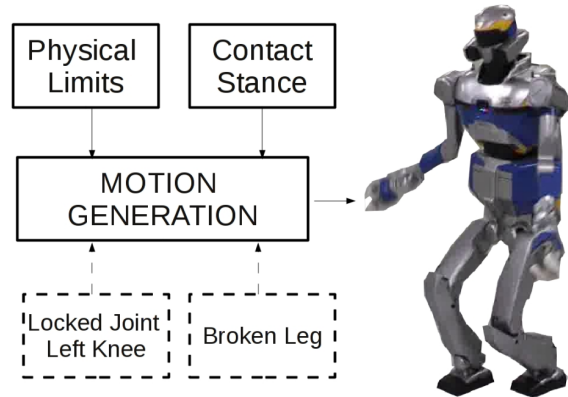 Physical
Limits
Contact
Stance
MOTION
GENERATION
Locked Joint
Left Knee
Broken Leg